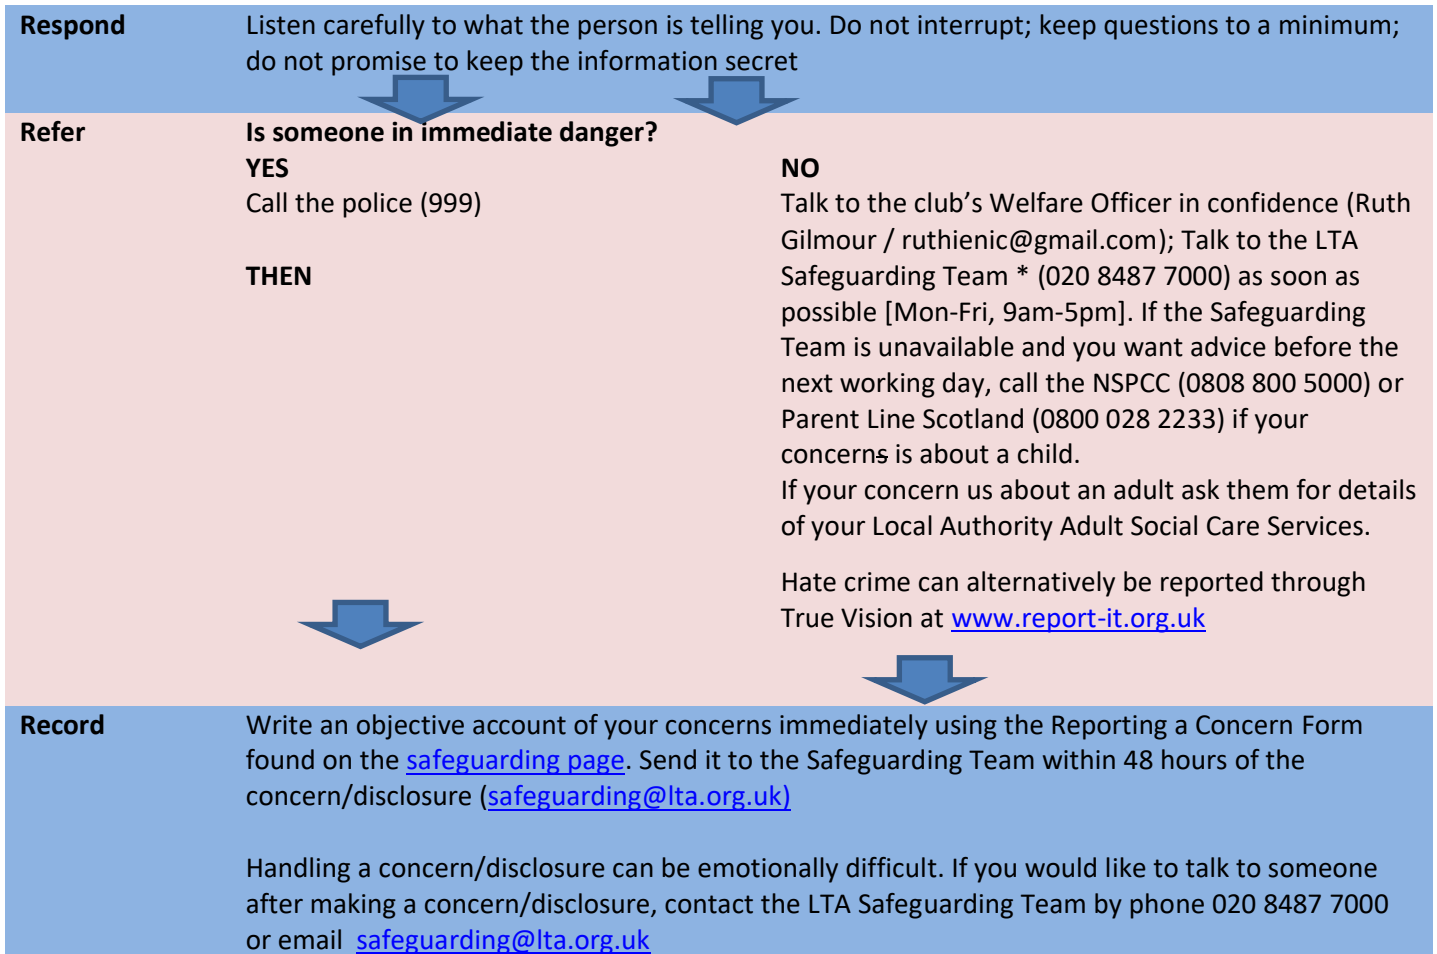 Respond
Listen carefully to what the person is telling you. Do not interrupt; keep questions to a minimum;
do not promise to keep the information secret
Refer
Is someone in immediate danger?
YES
Call the police (999)
THEN
NO
Talk to the club’s Welfare Officer in confidence (Ruth
Gilmour / ruthienic@gmail.com); Talk to the LTA
Safeguarding Team * (020 8487 7000) as soon as
possible [Mon-Fri, 9am-5pm]. If the Safeguarding
Team is unavailable and you want advice before the
next working day, call the NSPCC (0808 800 5000) or
Parent Line Scotland (0800 028 2233) if your
concerns is about a child.
If your concern us about an adult ask them for details
of your Local Authority Adult Social Care Services.
Hate crime can alternatively be reported through
True Vision at www.report-it.org.uk
Record
Write an objective account of your concerns immediately using the Reporting a Concern Form
found on the safeguarding page. Send it to the Safeguarding Team within 48 hours of the
concern/disclosure (safeguarding@lta.org.uk)
Handling a concern/disclosure can be emotionally difficult. If you would like to talk to someone
after making a concern/disclosure, contact the LTA Safeguarding Team by phone 020 8487 7000
or email safeguarding@lta.org.uk